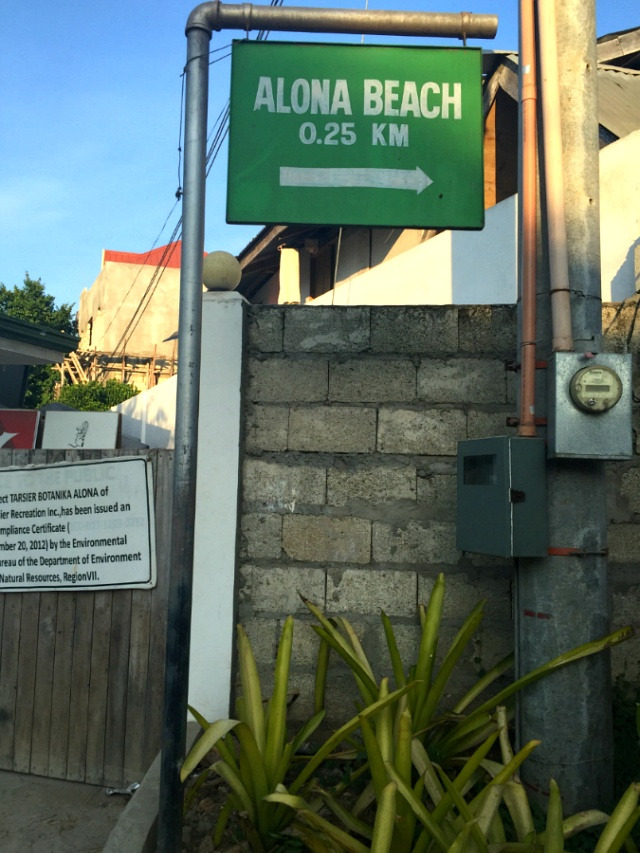 ALONA BEACH
0.25 KM
ect TARSIER BOTANIKA ALONA of
ier Recreation Inc.,has been issued an
mpliance Certificate (
mber 20, 2012) by the Environmental
ureau of the Department of Environment
Natural Resources, RegionVII.